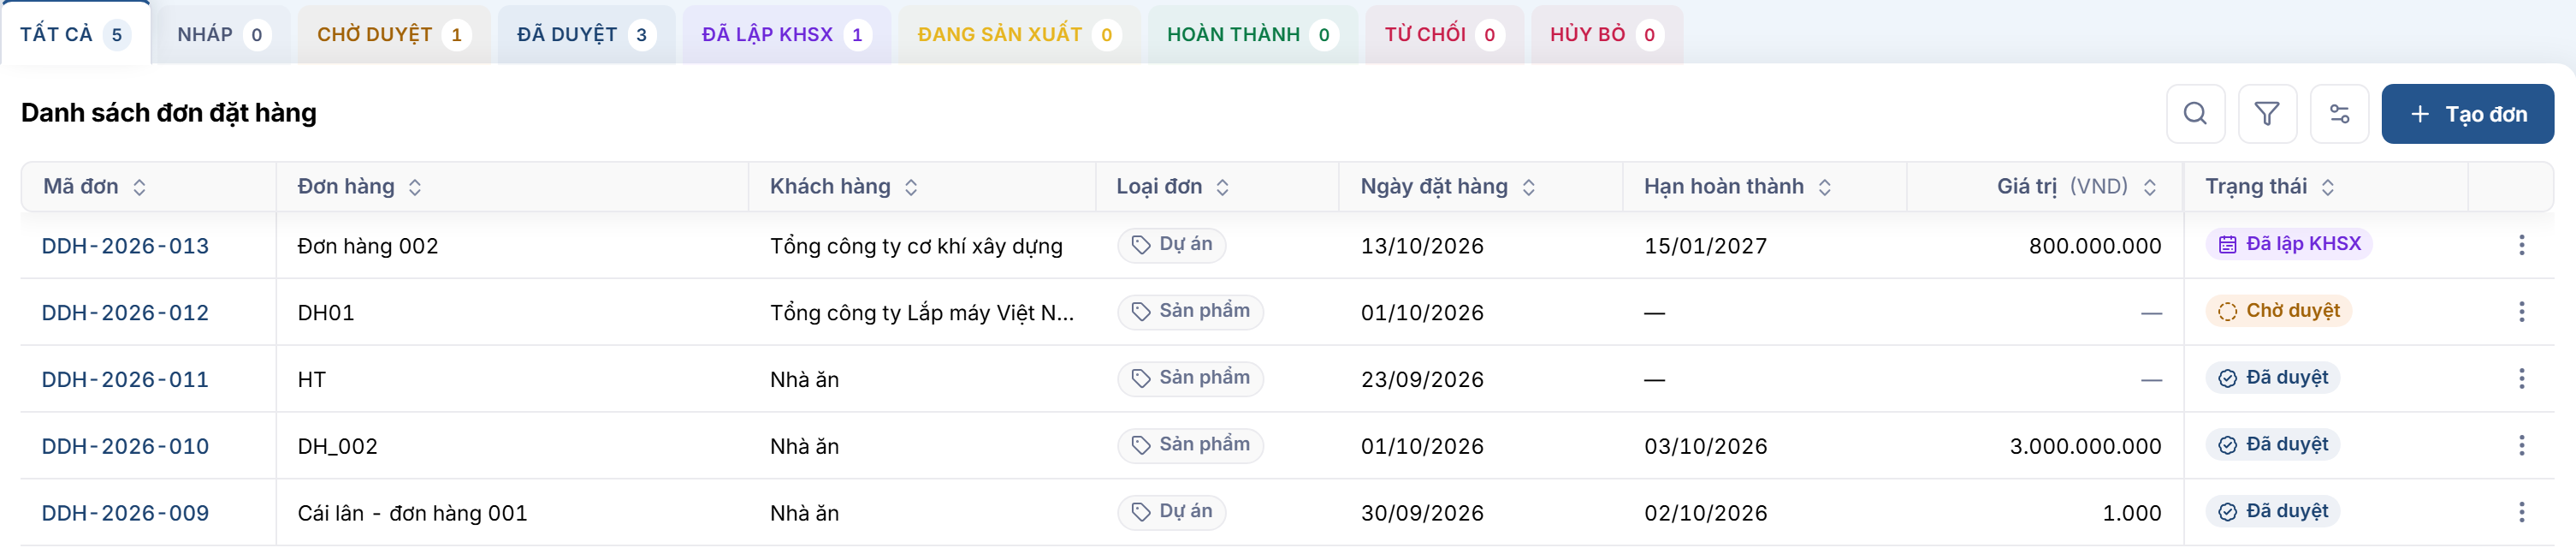 TẤT CẢ 5 NHÁP 0 CHỜ DUYỆT 1 ĐÃ DUYỆT 3 ĐÃ LẬP KHSX 1 ĐANG SẢN XUẤT 0 HOÀN THÀNH 0 TỪ CHỐI 0 HỦY BỎ 0
Danh sách đơn đặt hàng
Tạo đơn
Mã đơn Đơn hàng Khách hàng Loại đơn Ngày đặt hàng Hạn hoàn thành Giá trị (VND) Trạng thái
DDH-2026-013 Đơn hàng 002 Tổng công ty cơ khí xây dựng Dự án 13/10/2026 15/01/2027 800.000.000 Đã lập KHSX
DDH-2026-012 DH01 Tổng công ty Lắp máy Việt N... Sản phẩm 01/10/2026 — — Chờ duyệt
DDH-2026-011 HT Nhà ăn Sản phẩm 23/09/2026 — — Đã duyệt
DDH-2026-010 DH_002 Nhà ăn Sản phẩm 01/10/2026 03/10/2026 3.000.000.000 Đã duyệt
DDH-2026-009 Cái lân - đơn hàng 001 Nhà ăn Dự án 30/09/2026 02/10/2026 1.000 Đã duyệt